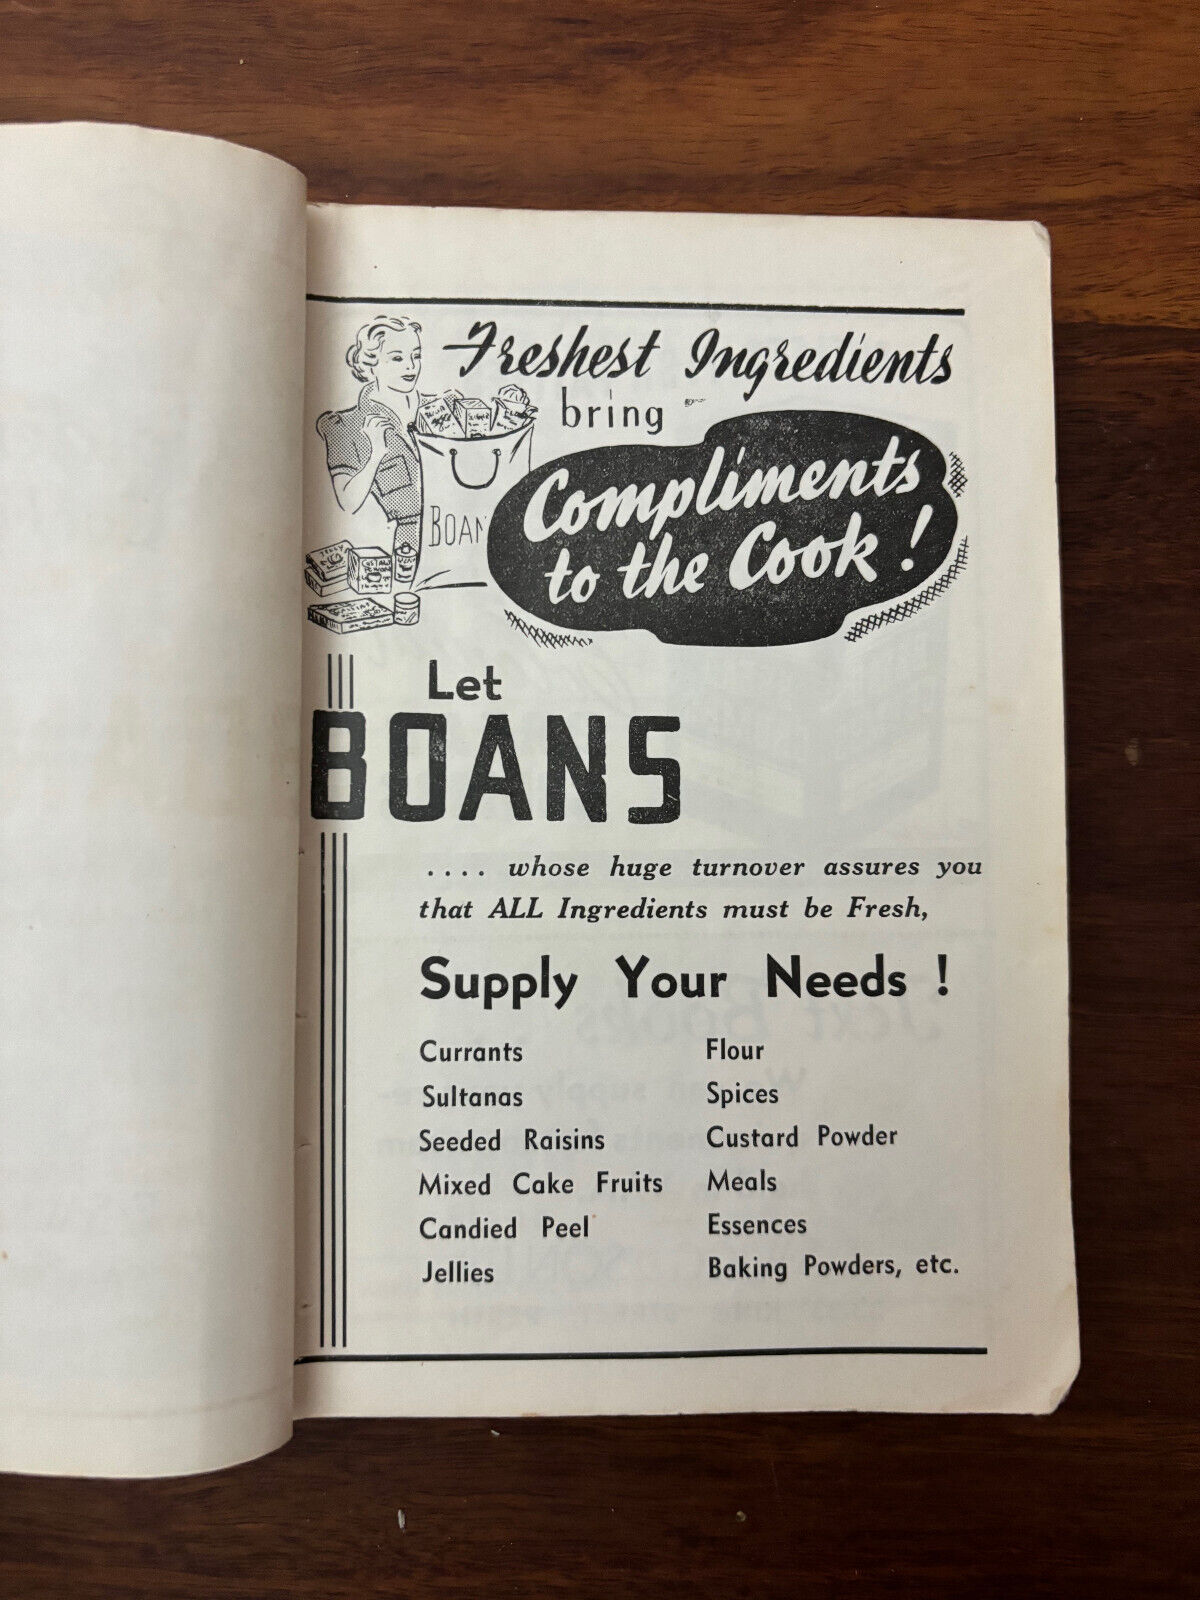 Freshest Ingredients
bring
Compliments
to the Cook!
BOAN
JELLY
Let
BOANS
.... whose huge turnover assures you
that ALL Ingredients must be Fresh,
Supply Your Needs !
Currants
Sultanas
Seeded Raisins
Mixed Cake Fruits
Candied Peel
Jellies
Flour
Spices
Custard Powder
Meals
Essences
Baking Powders, etc.